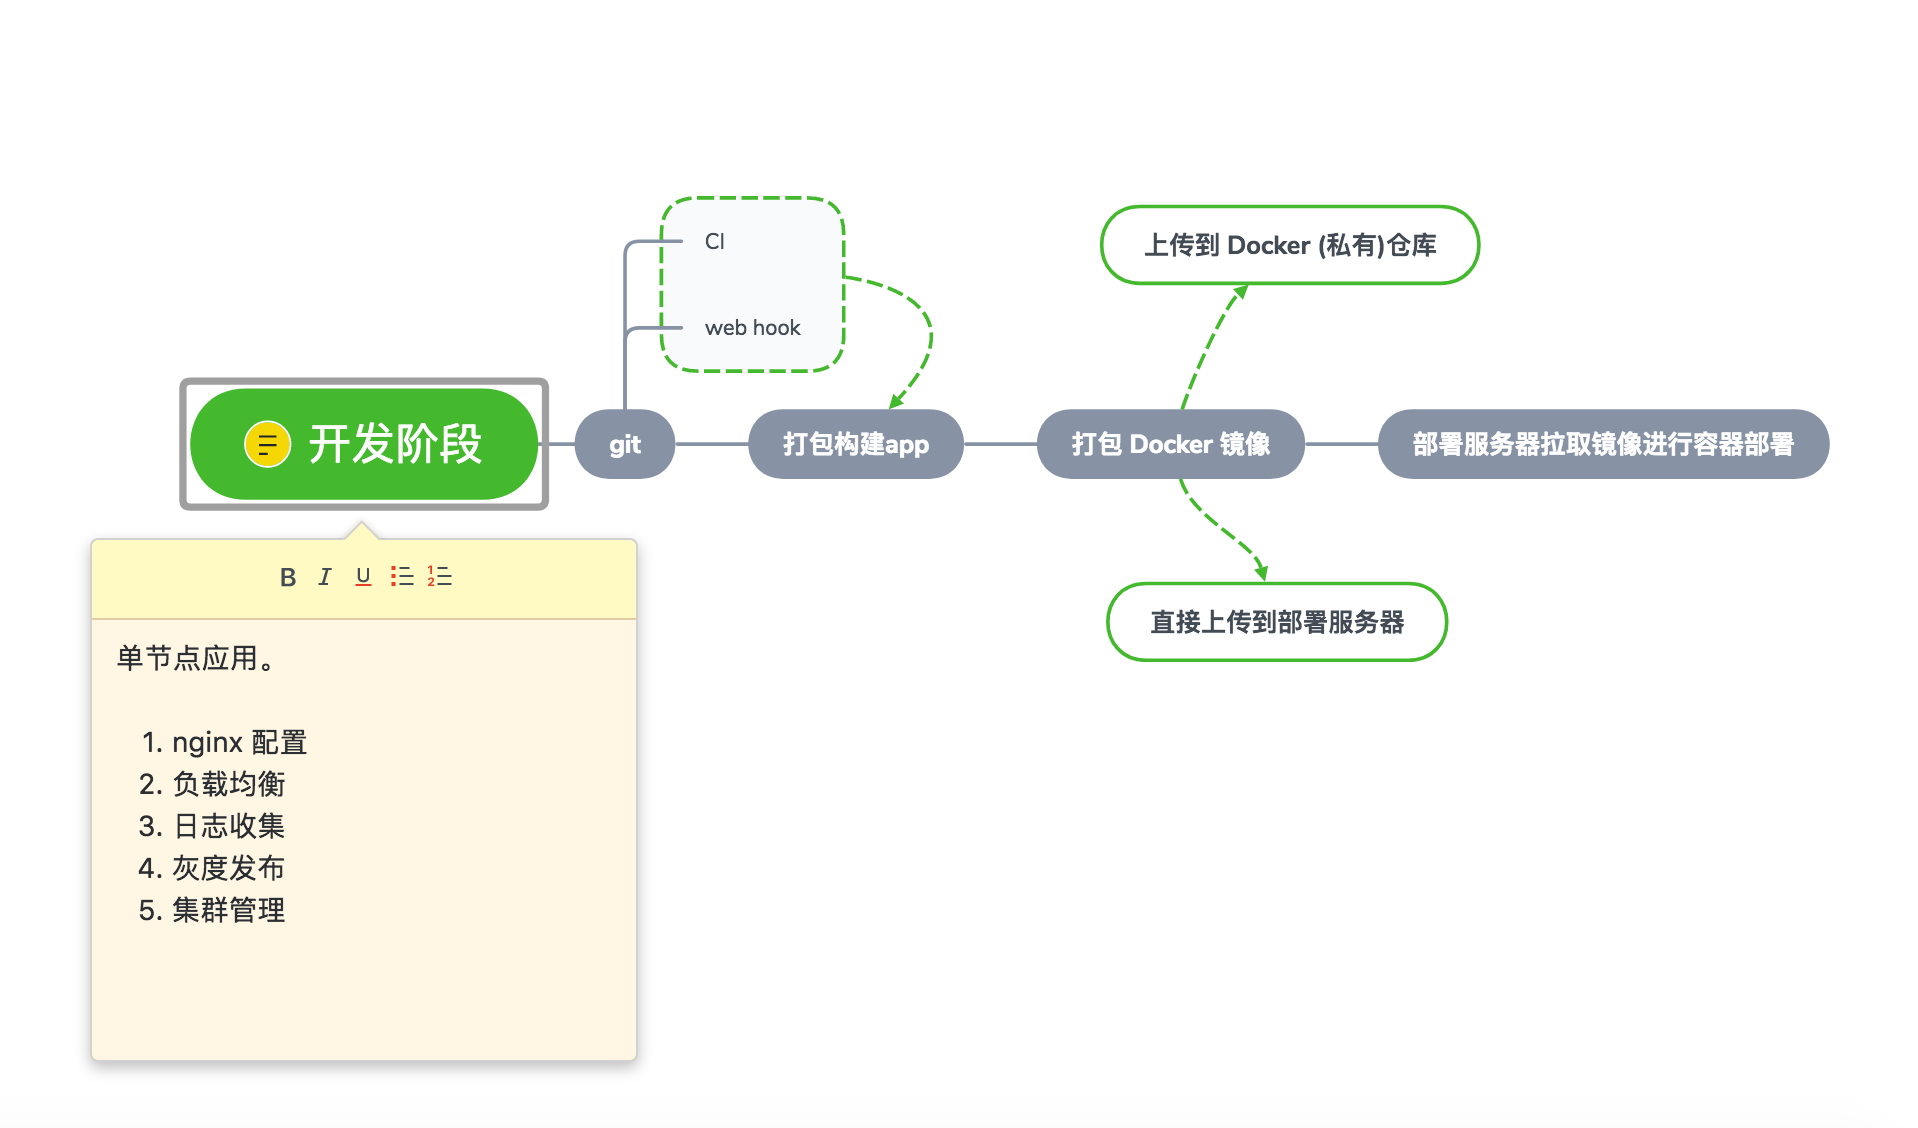 CI
web hook
上传到 Docker (私有)仓库
开发阶段
git
打包构建app
打包 Docker 镜像
部署服务器拉取镜像进行容器部署
直接上传到部署服务器
B I U
单节点应用。
1. nginx 配置
2. 负载均衡
3. 日志收集
4. 灰度发布
5. 集群管理